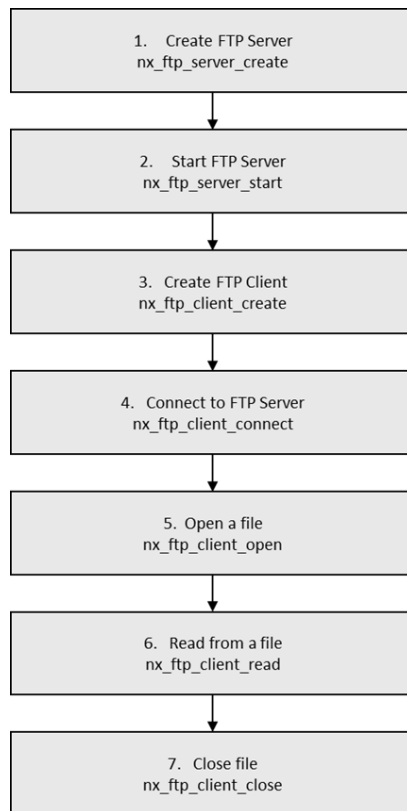 1. Create FTP Server
nx_ftp_server_create
2. Start FTP Server
nx_ftp_server_start
3. Create FTP Client
nx_ftp_client_create
4. Connect to FTP Server
nx_ftp_client_connect
5. Open a file
nx_ftp_client_open
6. Read from a file
nx_ftp_client_read
7. Close file
nx_ftp_client_close